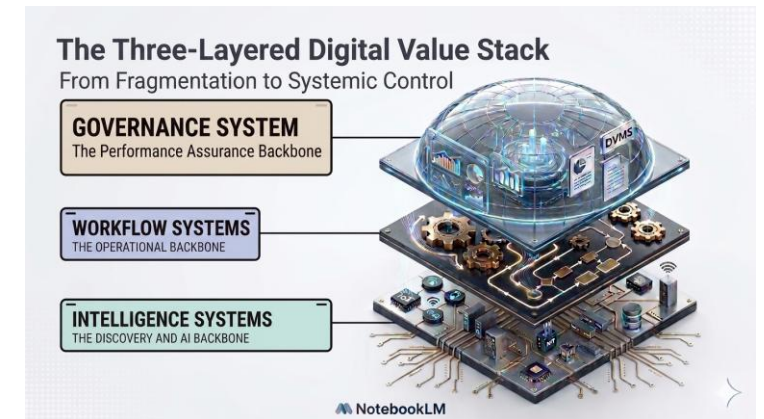 The Three-Layered Digital Value Stack
From Fragmentation to Systemic Control
GOVERNANCE SYSTEM
The Performance Assurance Backbone
DVMS
WORKFLOW SYSTEMS
THE OPERATIONAL BACKBONE
INTELLIGENCE SYSTEMS
THE DISCOVERY AND AI BACKBONE
NotebookLM